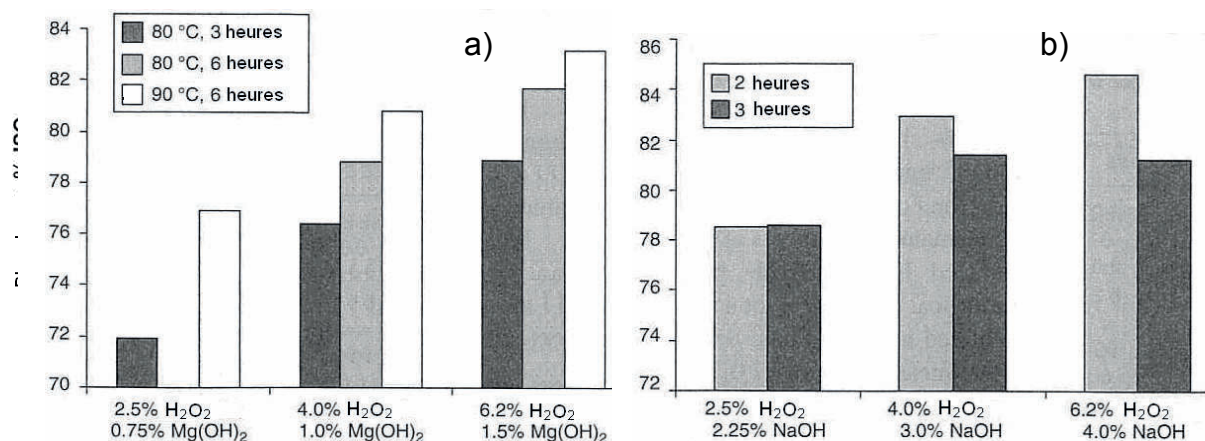 84
82
80
78
76
74
72
70
80 °C, 3 heures
80 °C, 6 heures
90 °C, 6 heures
a)
2.5% H₂O₂
0.75% Mg(OH)₂
4.0% H₂O₂
1.0% Mg(OH)₂
6.2% H₂O₂
1.5% Mg(OH)₂
86
84
82
80
78
76
74
72
2 heures
3 heures
b)
2.5% H₂O₂
2.25% NaOH
4.0% H₂O₂
3.0% NaOH
6.2% H₂O₂
4.0% NaOH